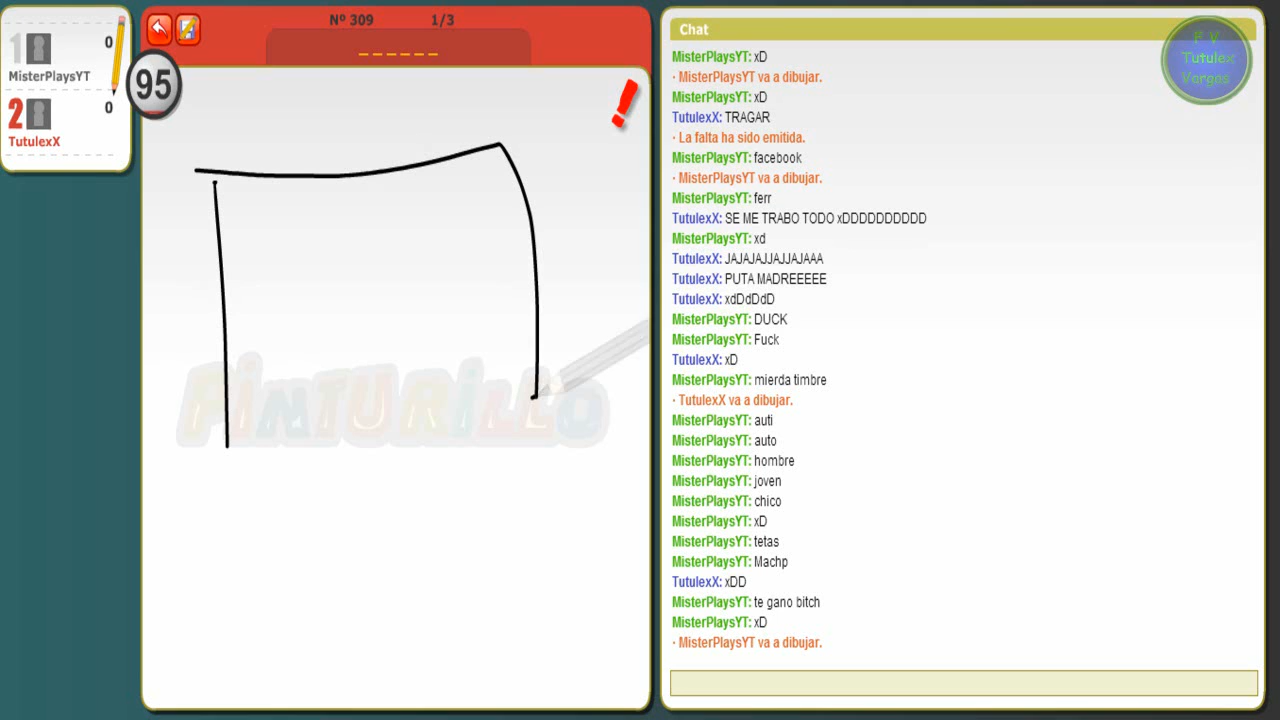 1
MisterPlaysYT
0
2
TutulexX
0
95
Nº 309 1/3
PINTURILLO
Chat
F V
Tutulex
Vargas
MisterPlaysYT: xD
· MisterPlaysYT va a dibujar.
MisterPlaysYT: xD
TutulexX: TRAGAR
· La falta ha sido emitida.
MisterPlaysYT: facebook
· MisterPlaysYT va a dibujar.
MisterPlaysYT: ferr
TutulexX: SE ME TRABO TODO xDDDDDDDDDD
MisterPlaysYT: xd
TutulexX: JAJAJAJJAJJAJAAA
TutulexX: PUTA MADREEEEE
TutulexX: xdDdDdD
MisterPlaysYT: DUCK
MisterPlaysYT: Fuck
TutulexX: xD
MisterPlaysYT: mierda timbre
· TutulexX va a dibujar.
MisterPlaysYT: auti
MisterPlaysYT: auto
MisterPlaysYT: hombre
MisterPlaysYT: joven
MisterPlaysYT: chico
MisterPlaysYT: xD
MisterPlaysYT: tetas
MisterPlaysYT: Machp
TutulexX: xDD
MisterPlaysYT: te gano bitch
MisterPlaysYT: xD
· MisterPlaysYT va a dibujar.